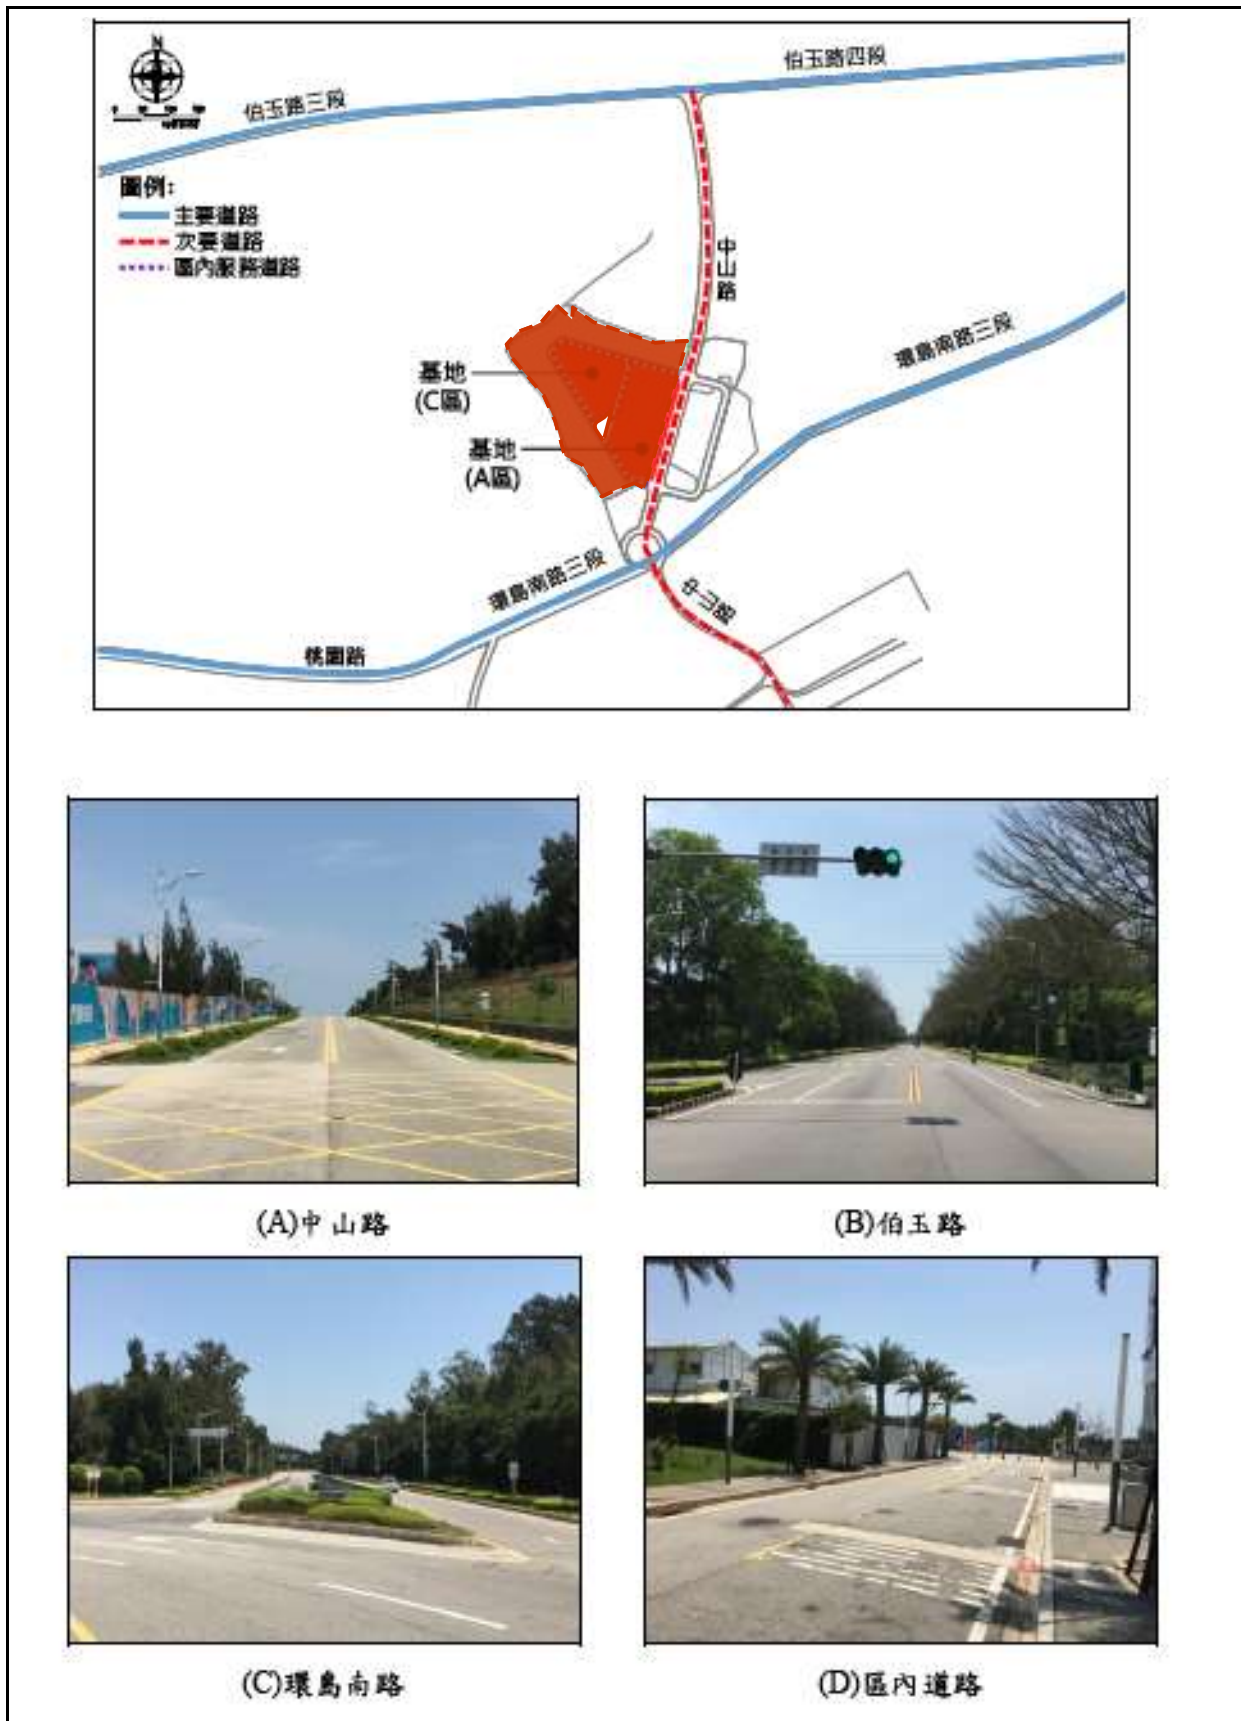 N
伯玉路四段
伯玉路三段
圖例:
主要道路
次要道路
區內服務道路
中山路
環島南路三段
基地
(C區)
基地
(A區)
環島南路三段
中山路
桃園路
(A)中山路
(B)伯玉路
(C)環島南路
(D)區內道路